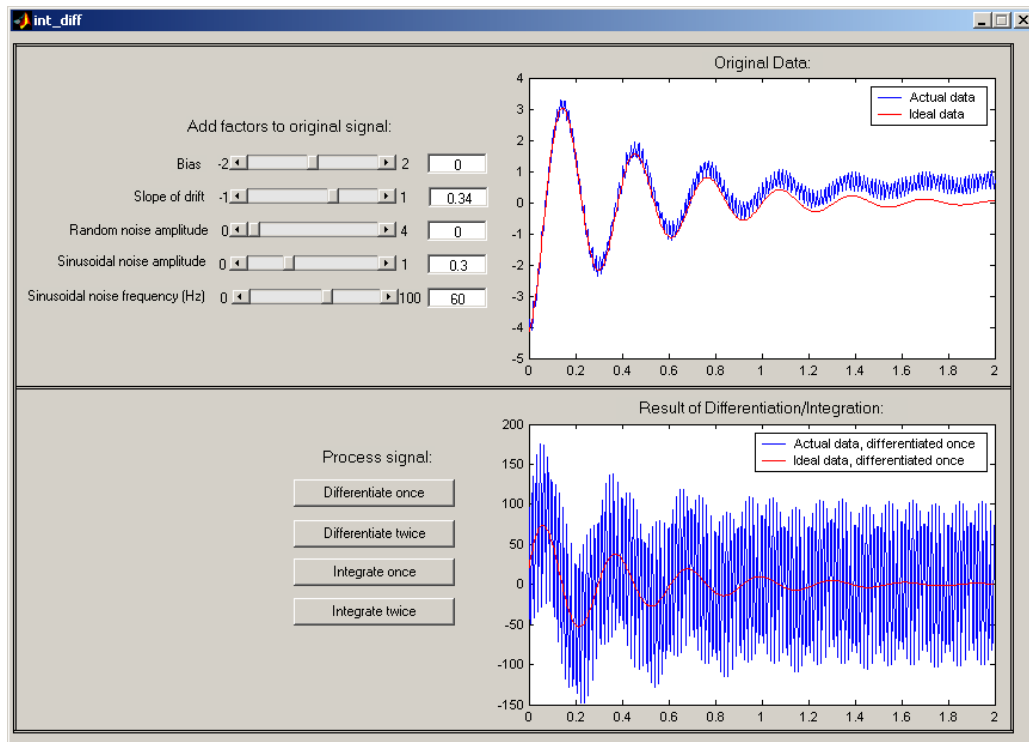 int_diff
Add factors to original signal:
Bias -2 2 0
Slope of drift -1 1 0.34
Random noise amplitude 0 4 0
Sinusoidal noise amplitude 0 1 0.3
Sinusoidal noise frequency (Hz) 0 100 60
Original Data:
Actual data
Ideal data
4
3
2
1
0
-1
-2
-3
-4
-5
0 0.2 0.4 0.6 0.8 1 1.2 1.4 1.6 1.8 2
Process signal:
Differentiate once
Differentiate twice
Integrate once
Integrate twice
Result of Differentiation/Integration:
Actual data, differentiated once
Ideal data, differentiated once
200
150
100
50
0
-50
-100
-150
0 0.2 0.4 0.6 0.8 1 1.2 1.4 1.6 1.8 2